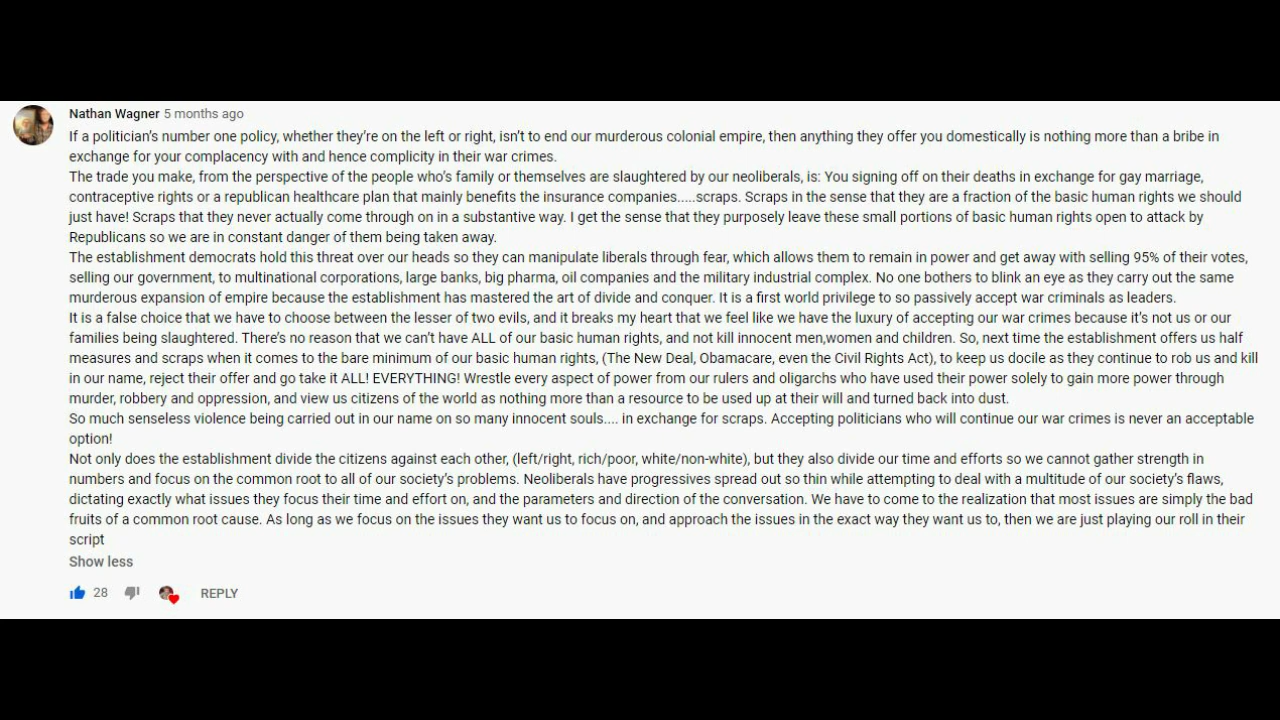 Nathan Wagner 5 months ago
If a politician's number one policy, whether they're on the left or right, isn't to end our murderous colonial empire, then anything they offer you domestically is nothing more than a bribe in
exchange for your complacency with and hence complicity in their war crimes.
The trade you make, from the perspective of the people who's family or themselves are slaughtered by our neoliberals, is: You signing off on their deaths in exchange for gay marriage,
contraceptive rights or a republican healthcare plan that mainly benefits the insurance companies.....scraps. Scraps in the sense that they are a fraction of the basic human rights we should
just have! Scraps that they never actually come through on in a substantive way. I get the sense that they purposely leave these small portions of basic human rights open to attack by
Republicans so we are in constant danger of them being taken away.
The establishment democrats hold this threat over our heads so they can manipulate liberals through fear, which allows them to remain in power and get away with selling 95% of their votes,
selling our government, to multinational corporations, large banks, big pharma, oil companies and the military industrial complex. No one bothers to blink an eye as they carry out the same
murderous expansion of empire because the establishment has mastered the art of divide and conquer. It is a first world privilege to so passively accept war criminals as leaders.
It is a false choice that we have to choose between the lesser of two evils, and it breaks my heart that we feel like we have the luxury of accepting our war crimes because it's not us or our
families being slaughtered. There's no reason that we can't have ALL of our basic human rights, and not kill innocent men,women and children. So, next time the establishment offers us half
measures and scraps when it comes to the bare minimum of our basic human rights, (The New Deal, Obamacare, even the Civil Rights Act), to keep us docile as they continue to rob us and kill
in our name, reject their offer and go take it ALL! EVERYTHING! Wrestle every aspect of power from our rulers and oligarchs who have used their power solely to gain more power through
murder, robbery and oppression, and view us citizens of the world as nothing more than a resource to be used up at their will and turned back into dust.
So much senseless violence being carried out in our name on so many innocent souls.... in exchange for scraps. Accepting politicians who will continue our war crimes is never an acceptable
option!
Not only does the establishment divide the citizens against each other, (left/right, rich/poor, white/non-white), but they also divide our time and efforts so we cannot gather strength in
numbers and focus on the common root to all of our society's problems. Neoliberals have progressives spread out so thin while attempting to deal with a multitude of our society's flaws,
dictating exactly what issues they focus their time and effort on, and the parameters and direction of the conversation. We have to come to the realization that most issues are simply the bad
fruits of a common root cause. As long as we focus on the issues they want us to focus on, and approach the issues in the exact way they want us to, then we are just playing our roll in their
script
Show less
28 REPLY